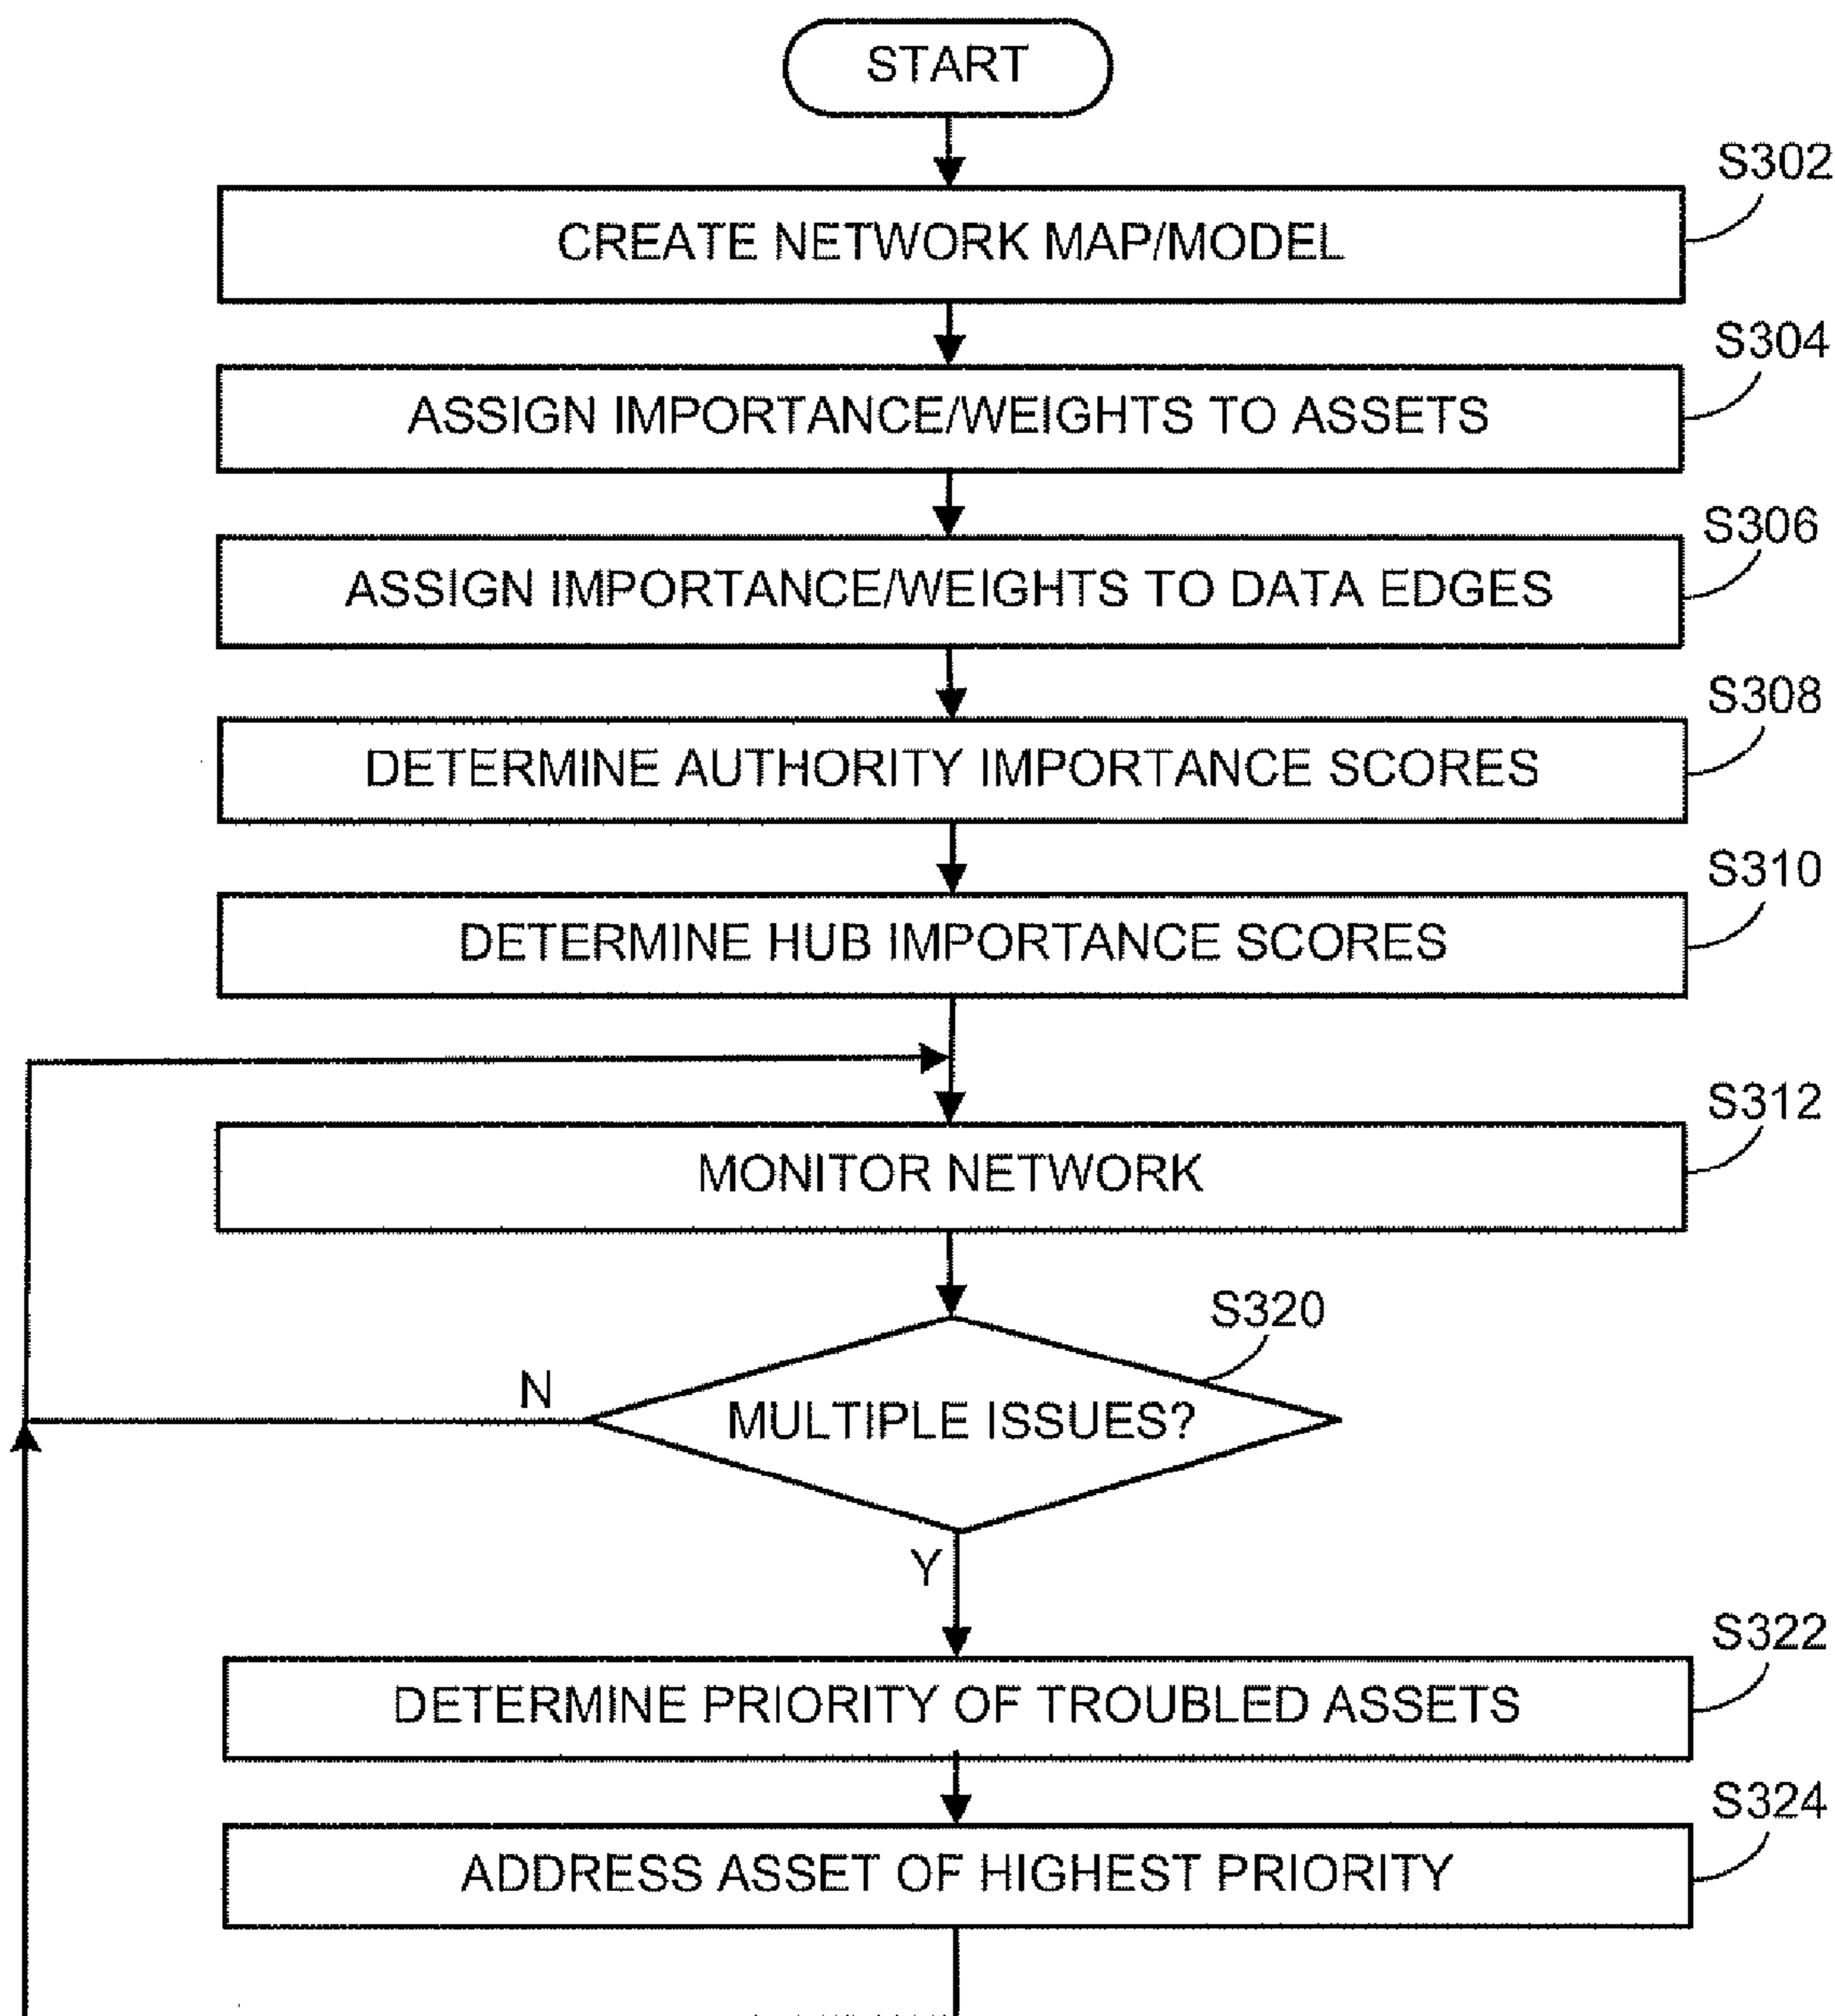 START
S302
CREATE NETWORK MAP/MODEL
S304
ASSIGN IMPORTANCE/WEIGHTS TO ASSETS
S306
ASSIGN IMPORTANCE/WEIGHTS TO DATA EDGES
S308
DETERMINE AUTHORITY IMPORTANCE SCORES
S310
DETERMINE HUB IMPORTANCE SCORES
S312
MONITOR NETWORK
S320
N
MULTIPLE ISSUES?
Y
S322
DETERMINE PRIORITY OF TROUBLED ASSETS
S324
ADDRESS ASSET OF HIGHEST PRIORITY